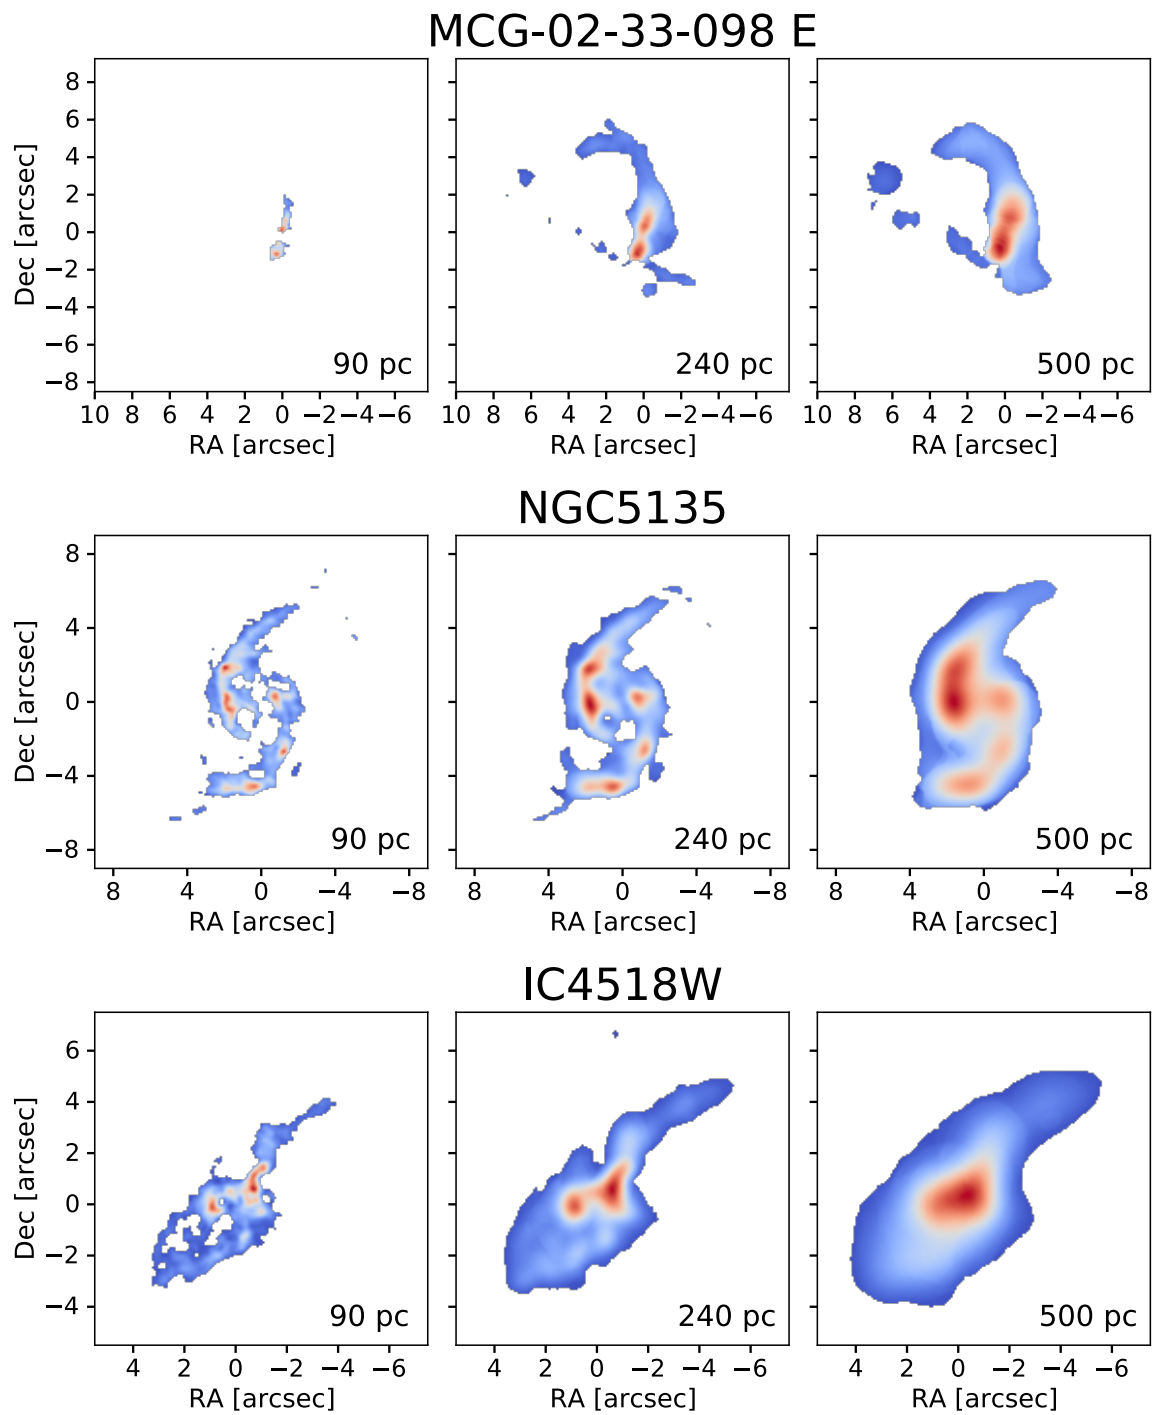 MCG-02-33-098 E
8
6
4
2
0
−2
−4
−6
−8
Dec [arcsec]
90 pc
240 pc
500 pc
10 8 6 4 2 0 −2 −4 −6
10 8 6 4 2 0 −2 −4 −6
10 8 6 4 2 0 −2 −4 −6
RA [arcsec]
RA [arcsec]
RA [arcsec]
NGC5135
8
4
0
−4
−8
Dec [arcsec]
90 pc
240 pc
500 pc
8 4 0 −4 −8
8 4 0 −4 −8
8 4 0 −4 −8
RA [arcsec]
RA [arcsec]
RA [arcsec]
IC4518W
6
4
2
0
−2
−4
Dec [arcsec]
90 pc
240 pc
500 pc
4 2 0 −2 −4 −6
4 2 0 −2 −4 −6
4 2 0 −2 −4 −6
RA [arcsec]
RA [arcsec]
RA [arcsec]